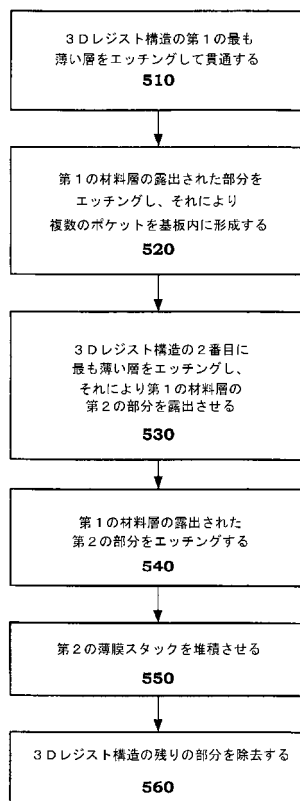 3Dレジスト構造の第1の最も
薄い層をエッチングして貫通する
510
第1の材料層の露出された部分を
エッチングし、それにより
複数のポケットを基板内に形成する
520
3Dレジスト構造の2番目に
最も薄い層をエッチングし、
それにより第1の材料層の
第2の部分を露出させる
530
第1の材料層の露出された
第2の部分をエッチングする
540
第2の薄膜スタックを堆積させる
550
3Dレジスト構造の残りの部分を除去する
560